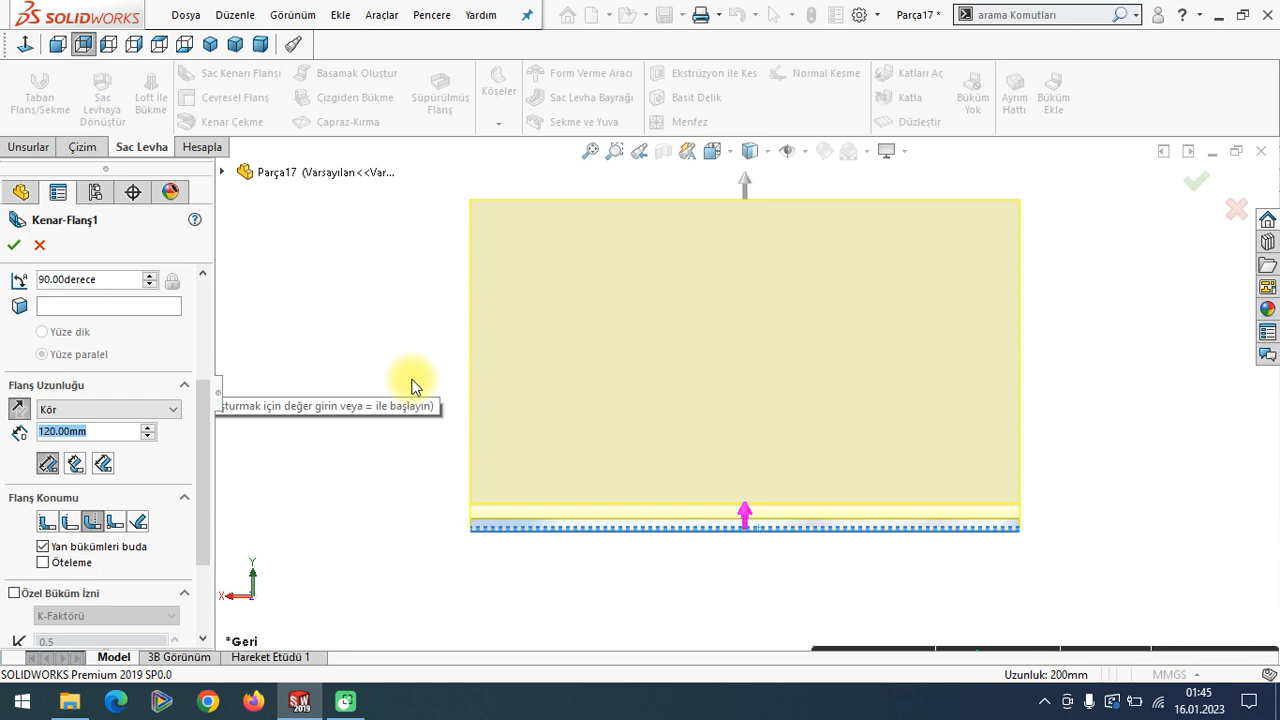 SOLIDWORKS Dosya Düzenle Görünüm Ekle Araçlar Pencere Yardım Parça17 * arama Komutları ?
Taban Flanş/Sekme
Sac Levhaya Dönüştür
Loft İle Bükme
Sac Kenarı Flanşı
Çevresel Flanş
Kenar Çekme
Basamak Oluştur
Çizgiden Bükme
Çapraz-Kırma
Süpürülmüş Flanş
Köşeler
Form Verme Aracı
Sac Levha Bayrağı
Sekme ve Yuva
Ekstrüzyon ile Kes
Basit Delik
Menfez
Normal Kesme
Katları Aç
Katla
Düzleştir
Büküm Yok
Ayrım Hattı
Büküm Ekle
Unsurlar Çizim Sac Levha Hesapla
Parça17 (Varsayılan<<Var...
Kenar-Flanş1
90.00derece
Yüze dik
Yüze paralel
Flanş Uzunluğu
Kör
şturmak için değer girin veya = ile başlayın)
120.00mm
Flanş Konumu
Yan bükümleri buda
Öteleme
Özel Büküm İzni
K-Faktörü
0.5
Y
X
Z
*Geri
Model 3B Görünüm Hareket Etüdü 1
SOLIDWORKS Premium 2019 SP0.0 Uzunluk: 200mm MMGS
SW 2019
01:45
16.01.2023